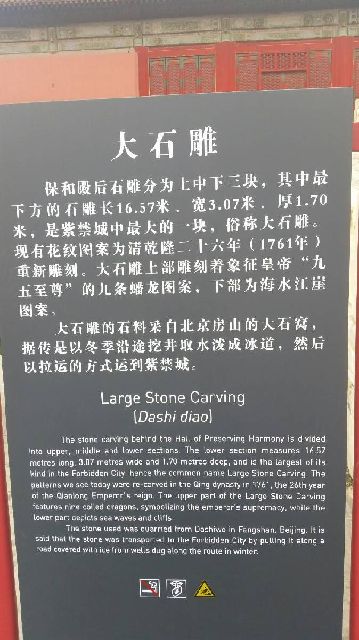 大石雕
保和殿后石雕分为上中下三块，其中最
下方的石雕长16.57米、宽3.07米、厚1.70
米，是紫禁城中最大的一块，俗称大石雕。
现有花纹图案为清乾隆二十六年（1761年）
重新雕刻。大石雕上部雕刻着象征皇帝“九
五至尊”的九条蟠龙图案，下部为海水江崖
图案。
大石雕的石料采自北京房山的大石窝，
据传是以冬季沿途挖井取水泼成冰道，然后
以拉运的方式运到紫禁城。
Large Stone Carving
(Dashi diao)
The stone carving behind the Hall of Preserving Harmony is divided
into upper, middle and lower sections. The lower section measures 16.57
metres long, 3.07 metres wide and 1.70 metres deep, and is the largest of its
kind in the Forbidden City, hence the common name Large Stone Carving. The
patterns we see today were re-carved in the Qing dynasty in 1761, the 26th year
of the Qianlong Emperor's reign. The upper part of the Large Stone Carving
features nine coiled dragons, symbolizing the emperor's supremacy, while the
lower part depicts sea waves and cliffs.
The stone used was quarried from Dashiwo in Fangshan, Beijing. It is
said that the stone was transported to the Forbidden City by pulling it along a
road covered with ice from wells dug along the route in winter.